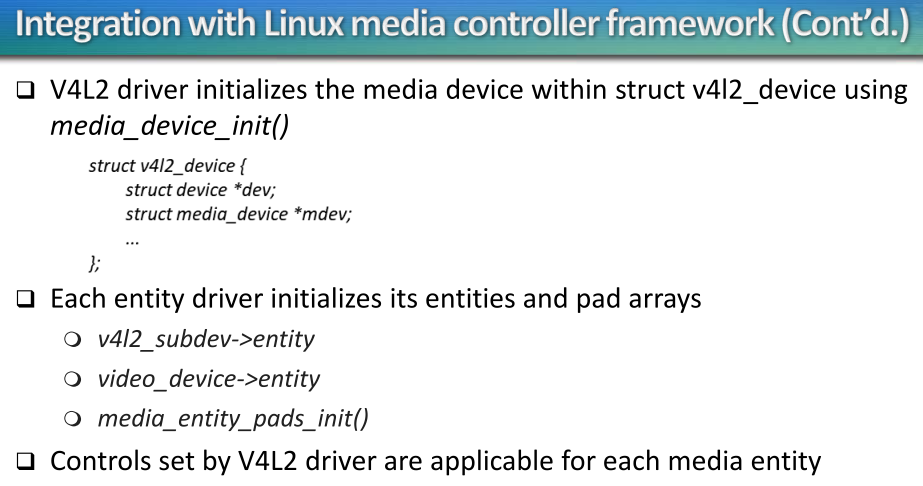 Integration with Linux media controller framework (Cont’d.)
V4L2 driver initializes the media device within struct v4l2_device using
media_device_init()
struct v4l2_device {
struct device *dev;
struct media_device *mdev;
...
};
Each entity driver initializes its entities and pad arrays
v4l2_subdev->entity
video_device->entity
media_entity_pads_init()
Controls set by V4L2 driver are applicable for each media entity